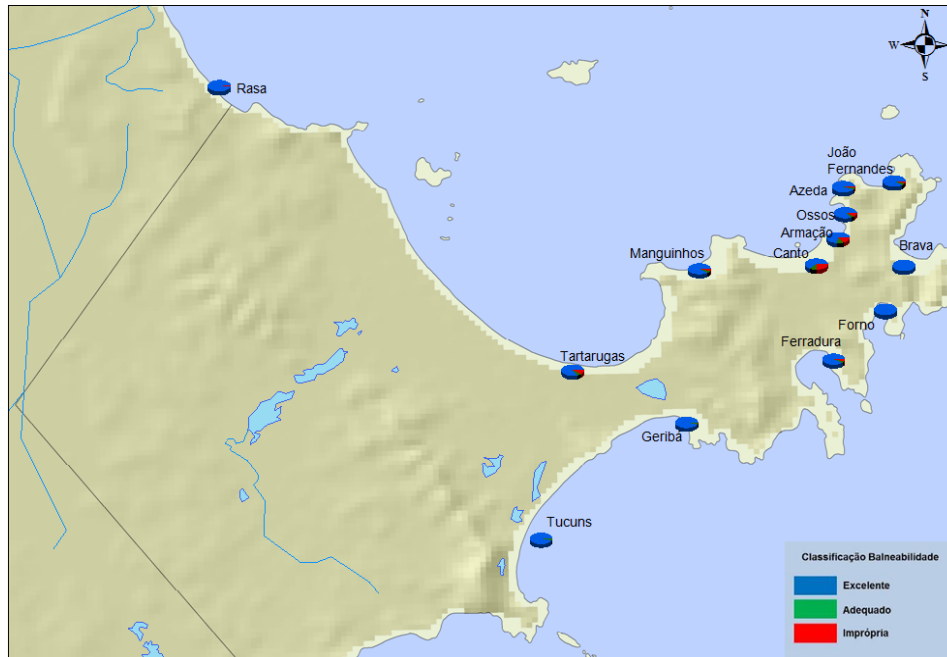 N
W
S
Rasa
João
Fernandes
Azeda
Ossos
Armação
Canto
Brava
Manguinhos
Forno
Ferradura
Tartarugas
Geribá
Tucuns
Classificação Balneabilidade
Excelente
Adequado
Imprópria